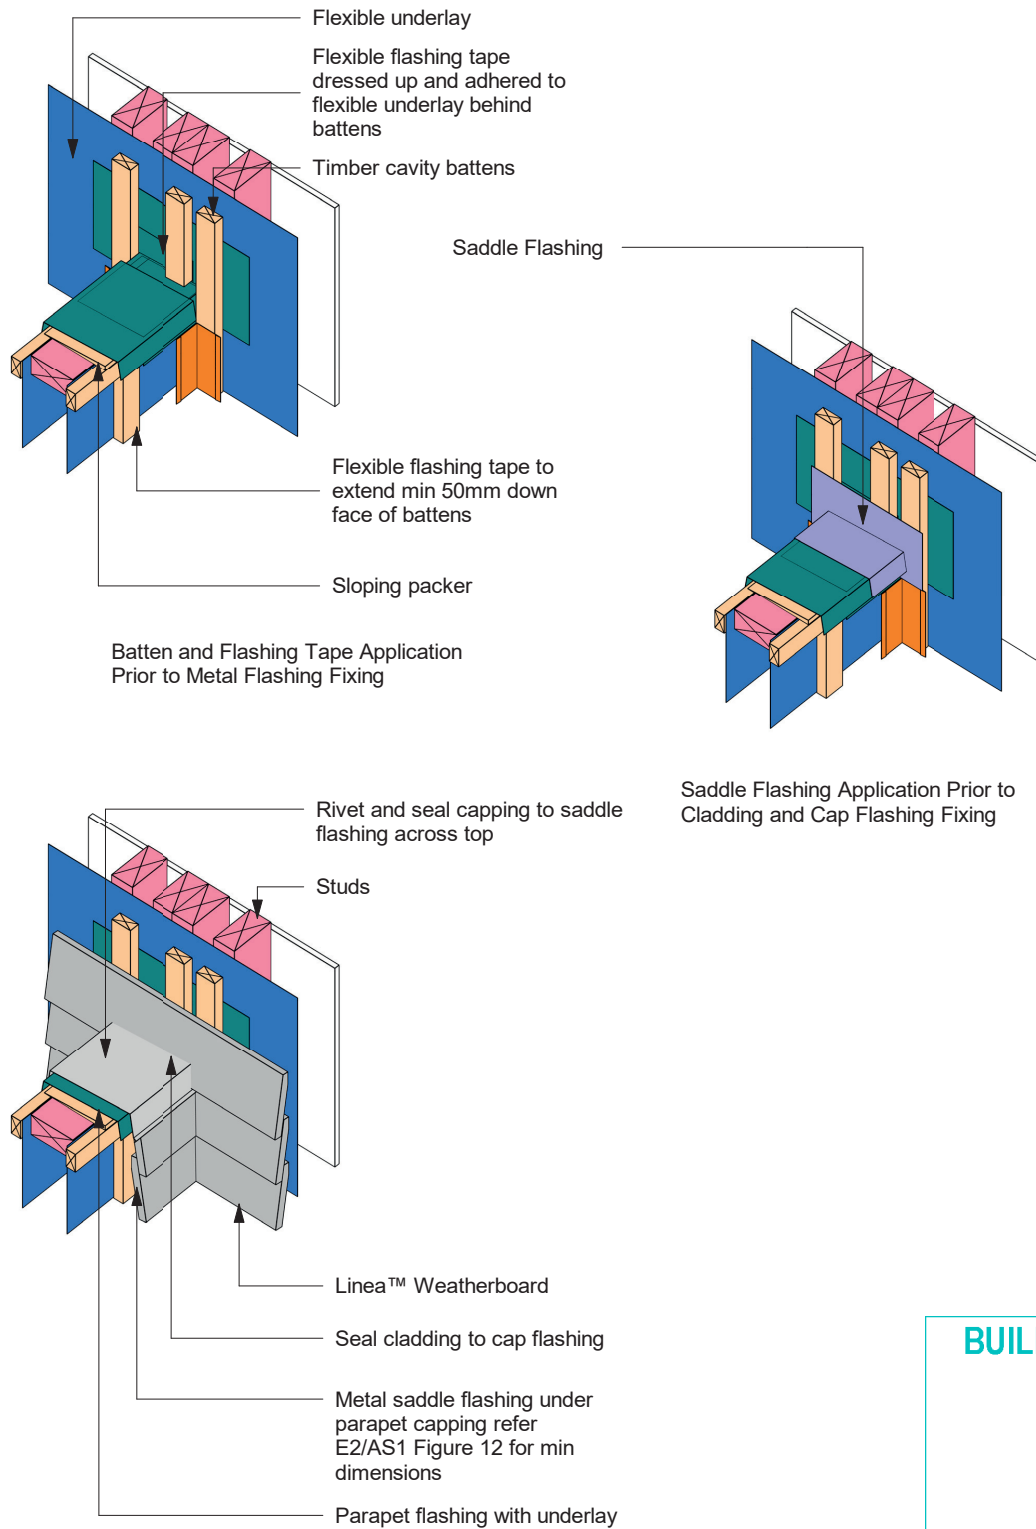 Flexible underlay
Flexible flashing tape
dressed up and adhered to
flexible underlay behind
battens
Timber cavity battens
Saddle Flashing
Flexible flashing tape to
extend min 50mm down
face of battens
Sloping packer
Batten and Flashing Tape Application
Prior to Metal Flashing Fixing
Saddle Flashing Application Prior to
Cladding and Cap Flashing Fixing
Rivet and seal capping to saddle
flashing across top
Studs
Linea™ Weatherboard
Seal cladding to cap flashing
Metal saddle flashing under
parapet capping refer
E2/AS1 Figure 12 for min
dimensions
Parapet flashing with underlay
BUIL